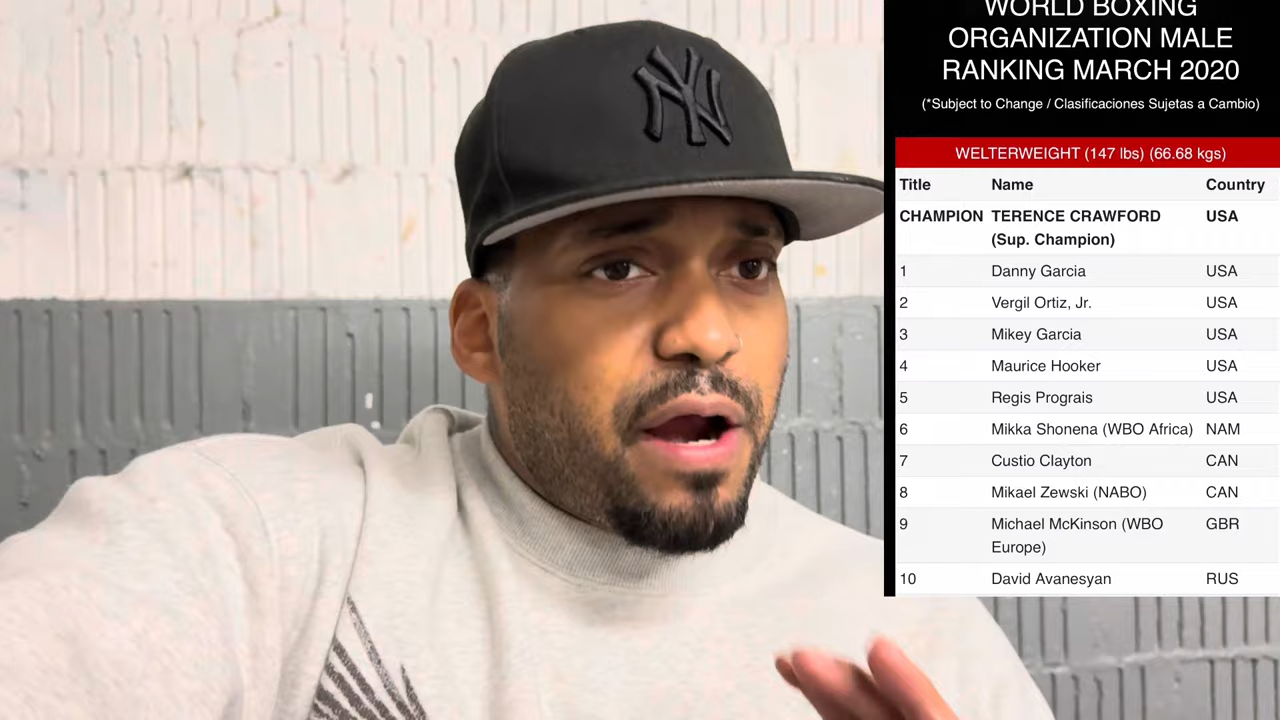 NY
WORLD BOXING
ORGANIZATION MALE
RANKING MARCH 2020
(*Subject to Change / Clasificaciones Sujetas a Cambio)
WELTERWEIGHT (147 lbs) (66.68 kgs)
Title Name Country
CHAMPION TERENCE CRAWFORD USA
(Sup. Champion)
1 Danny Garcia USA
2 Vergil Ortiz, Jr. USA
3 Mikey Garcia USA
4 Maurice Hooker USA
5 Regis Prograis USA
6 Mikka Shonena (WBO Africa) NAM
7 Custio Clayton CAN
8 Mikael Zewski (NABO) CAN
9 Michael McKinson (WBO GBR
Europe)
10 David Avanesyan RUS